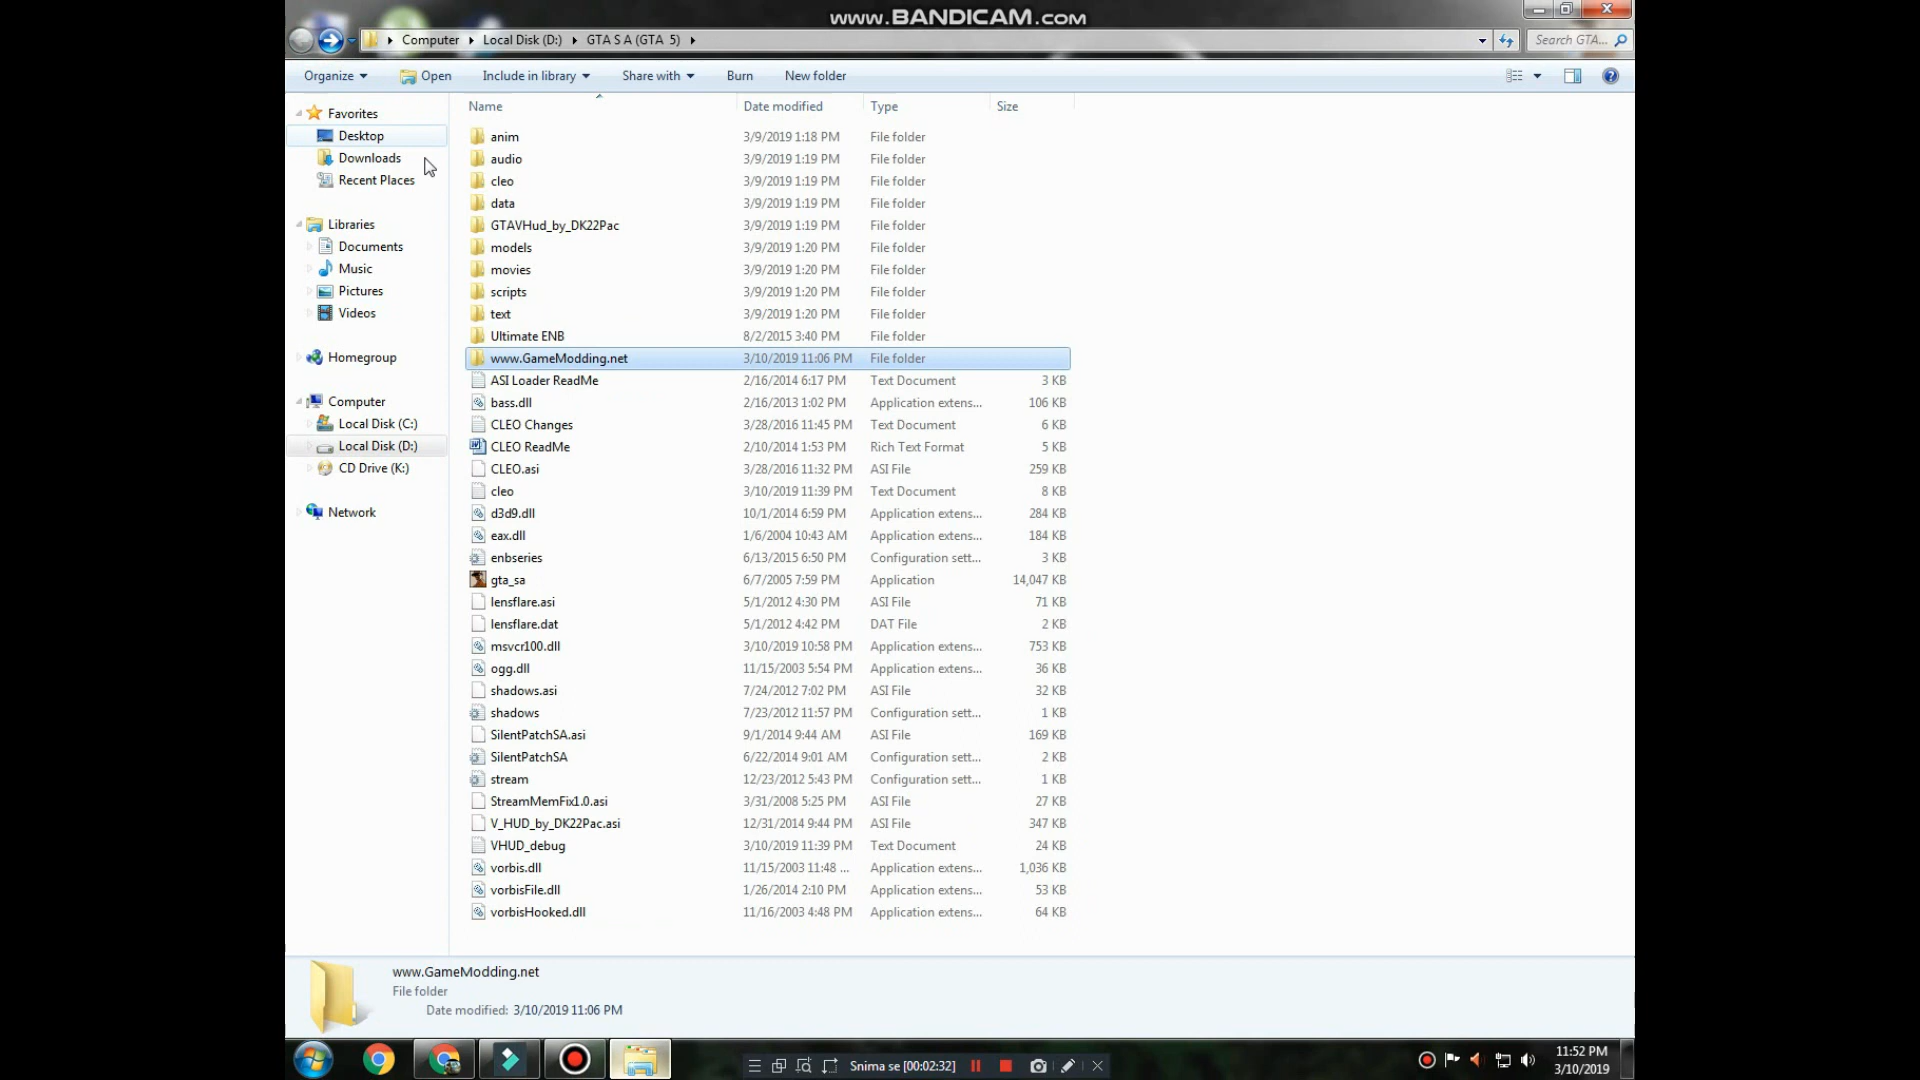 www.BANDICAM.com
Computer Local Disk (D:) GTA S A (GTA 5) Search GTA...
Organize Open Include in library Share with Burn New folder
Favorites
Desktop
Downloads
Recent Places
Libraries
Documents
Music
Pictures
Videos
Homegroup
Computer
Local Disk (C:)
Local Disk (D:)
CD Drive (K:)
Network
Name Date modified Type Size
anim 3/9/2019 1:18 PM File folder
audio 3/9/2019 1:19 PM File folder
cleo 3/9/2019 1:19 PM File folder
data 3/9/2019 1:19 PM File folder
GTAVHud_by_DK22Pac 3/9/2019 1:19 PM File folder
models 3/9/2019 1:20 PM File folder
movies 3/9/2019 1:20 PM File folder
scripts 3/9/2019 1:20 PM File folder
text 3/9/2019 1:20 PM File folder
Ultimate ENB 8/2/2015 3:40 PM File folder
www.GameModding.net 3/10/2019 11:06 PM File folder
ASI Loader ReadMe 2/16/2014 6:17 PM Text Document 3 KB
bass.dll 2/16/2013 1:02 PM Application extens... 106 KB
CLEO Changes 3/28/2016 11:45 PM Text Document 6 KB
CLEO ReadMe 2/10/2014 1:53 PM Rich Text Format 5 KB
CLEO.asi 3/28/2016 11:32 PM ASI File 259 KB
cleo 3/10/2019 11:39 PM Text Document 8 KB
d3d9.dll 10/1/2014 6:59 PM Application extens... 284 KB
eax.dll 1/6/2004 10:43 AM Application extens... 184 KB
enbseries 6/13/2015 6:50 PM Configuration sett... 3 KB
gta_sa 6/7/2005 7:59 PM Application 14,047 KB
lensflare.asi 5/1/2012 4:30 PM ASI File 71 KB
lensflare.dat 5/1/2012 4:42 PM DAT File 2 KB
msvcr100.dll 3/10/2019 10:58 PM Application extens... 753 KB
ogg.dll 11/15/2003 5:54 PM Application extens... 36 KB
shadows.asi 7/24/2012 7:02 PM ASI File 32 KB
shadows 7/23/2012 11:57 PM Configuration sett... 1 KB
SilentPatchSA.asi 9/1/2014 9:44 AM ASI File 169 KB
SilentPatchSA 6/22/2014 9:01 AM Configuration sett... 2 KB
stream 12/23/2012 5:43 PM Configuration sett... 1 KB
StreamMemFix1.0.asi 3/31/2008 5:25 PM ASI File 27 KB
V_HUD_by_DK22Pac.asi 12/31/2014 9:44 PM ASI File 347 KB
VHUD_debug 3/10/2019 11:39 PM Text Document 24 KB
vorbis.dll 11/15/2003 11:48 ... Application extens... 1,036 KB
vorbisFile.dll 1/26/2014 2:10 PM Application extens... 53 KB
vorbisHooked.dll 11/16/2003 4:48 PM Application extens... 64 KB
www.GameModding.net
File folder
Date modified: 3/10/2019 11:06 PM
Snima se [00:02:32]
11:52 PM
3/10/2019